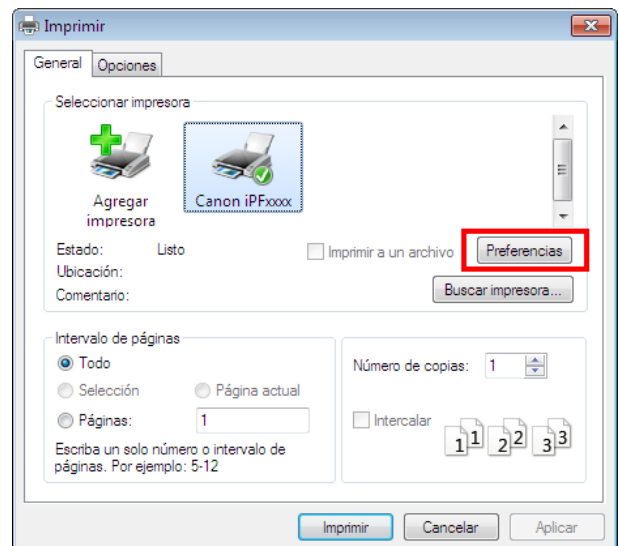 Imprimir
General Opciones
Seleccionar impresora
Agregar impresora
Canon iPFxxxx
Estado: Listo
Imprimir a un archivo
Preferencias
Ubicación:
Comentario:
Buscar impresora...
Intervalo de páginas
Todo
Selección
Página actual
Páginas: 1
Escriba un solo número o intervalo de
páginas. Por ejemplo: 5-12
Número de copias: 1
Intercalar
1 1 2 2 3 3
Imprimir Cancelar Aplicar